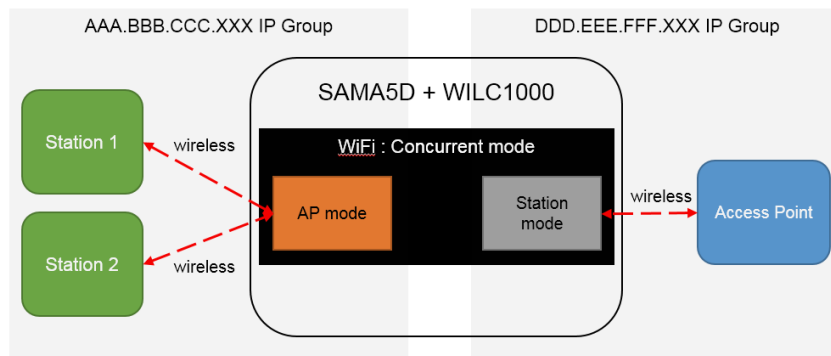 AAA.BBB.CCC.XXX IP Group
DDD.EEE.FFF.XXX IP Group
SAMA5D + WILC1000
WiFi : Concurrent mode
Station 1
wireless
AP mode
Station
mode
wireless
Access Point
Station 2
wireless